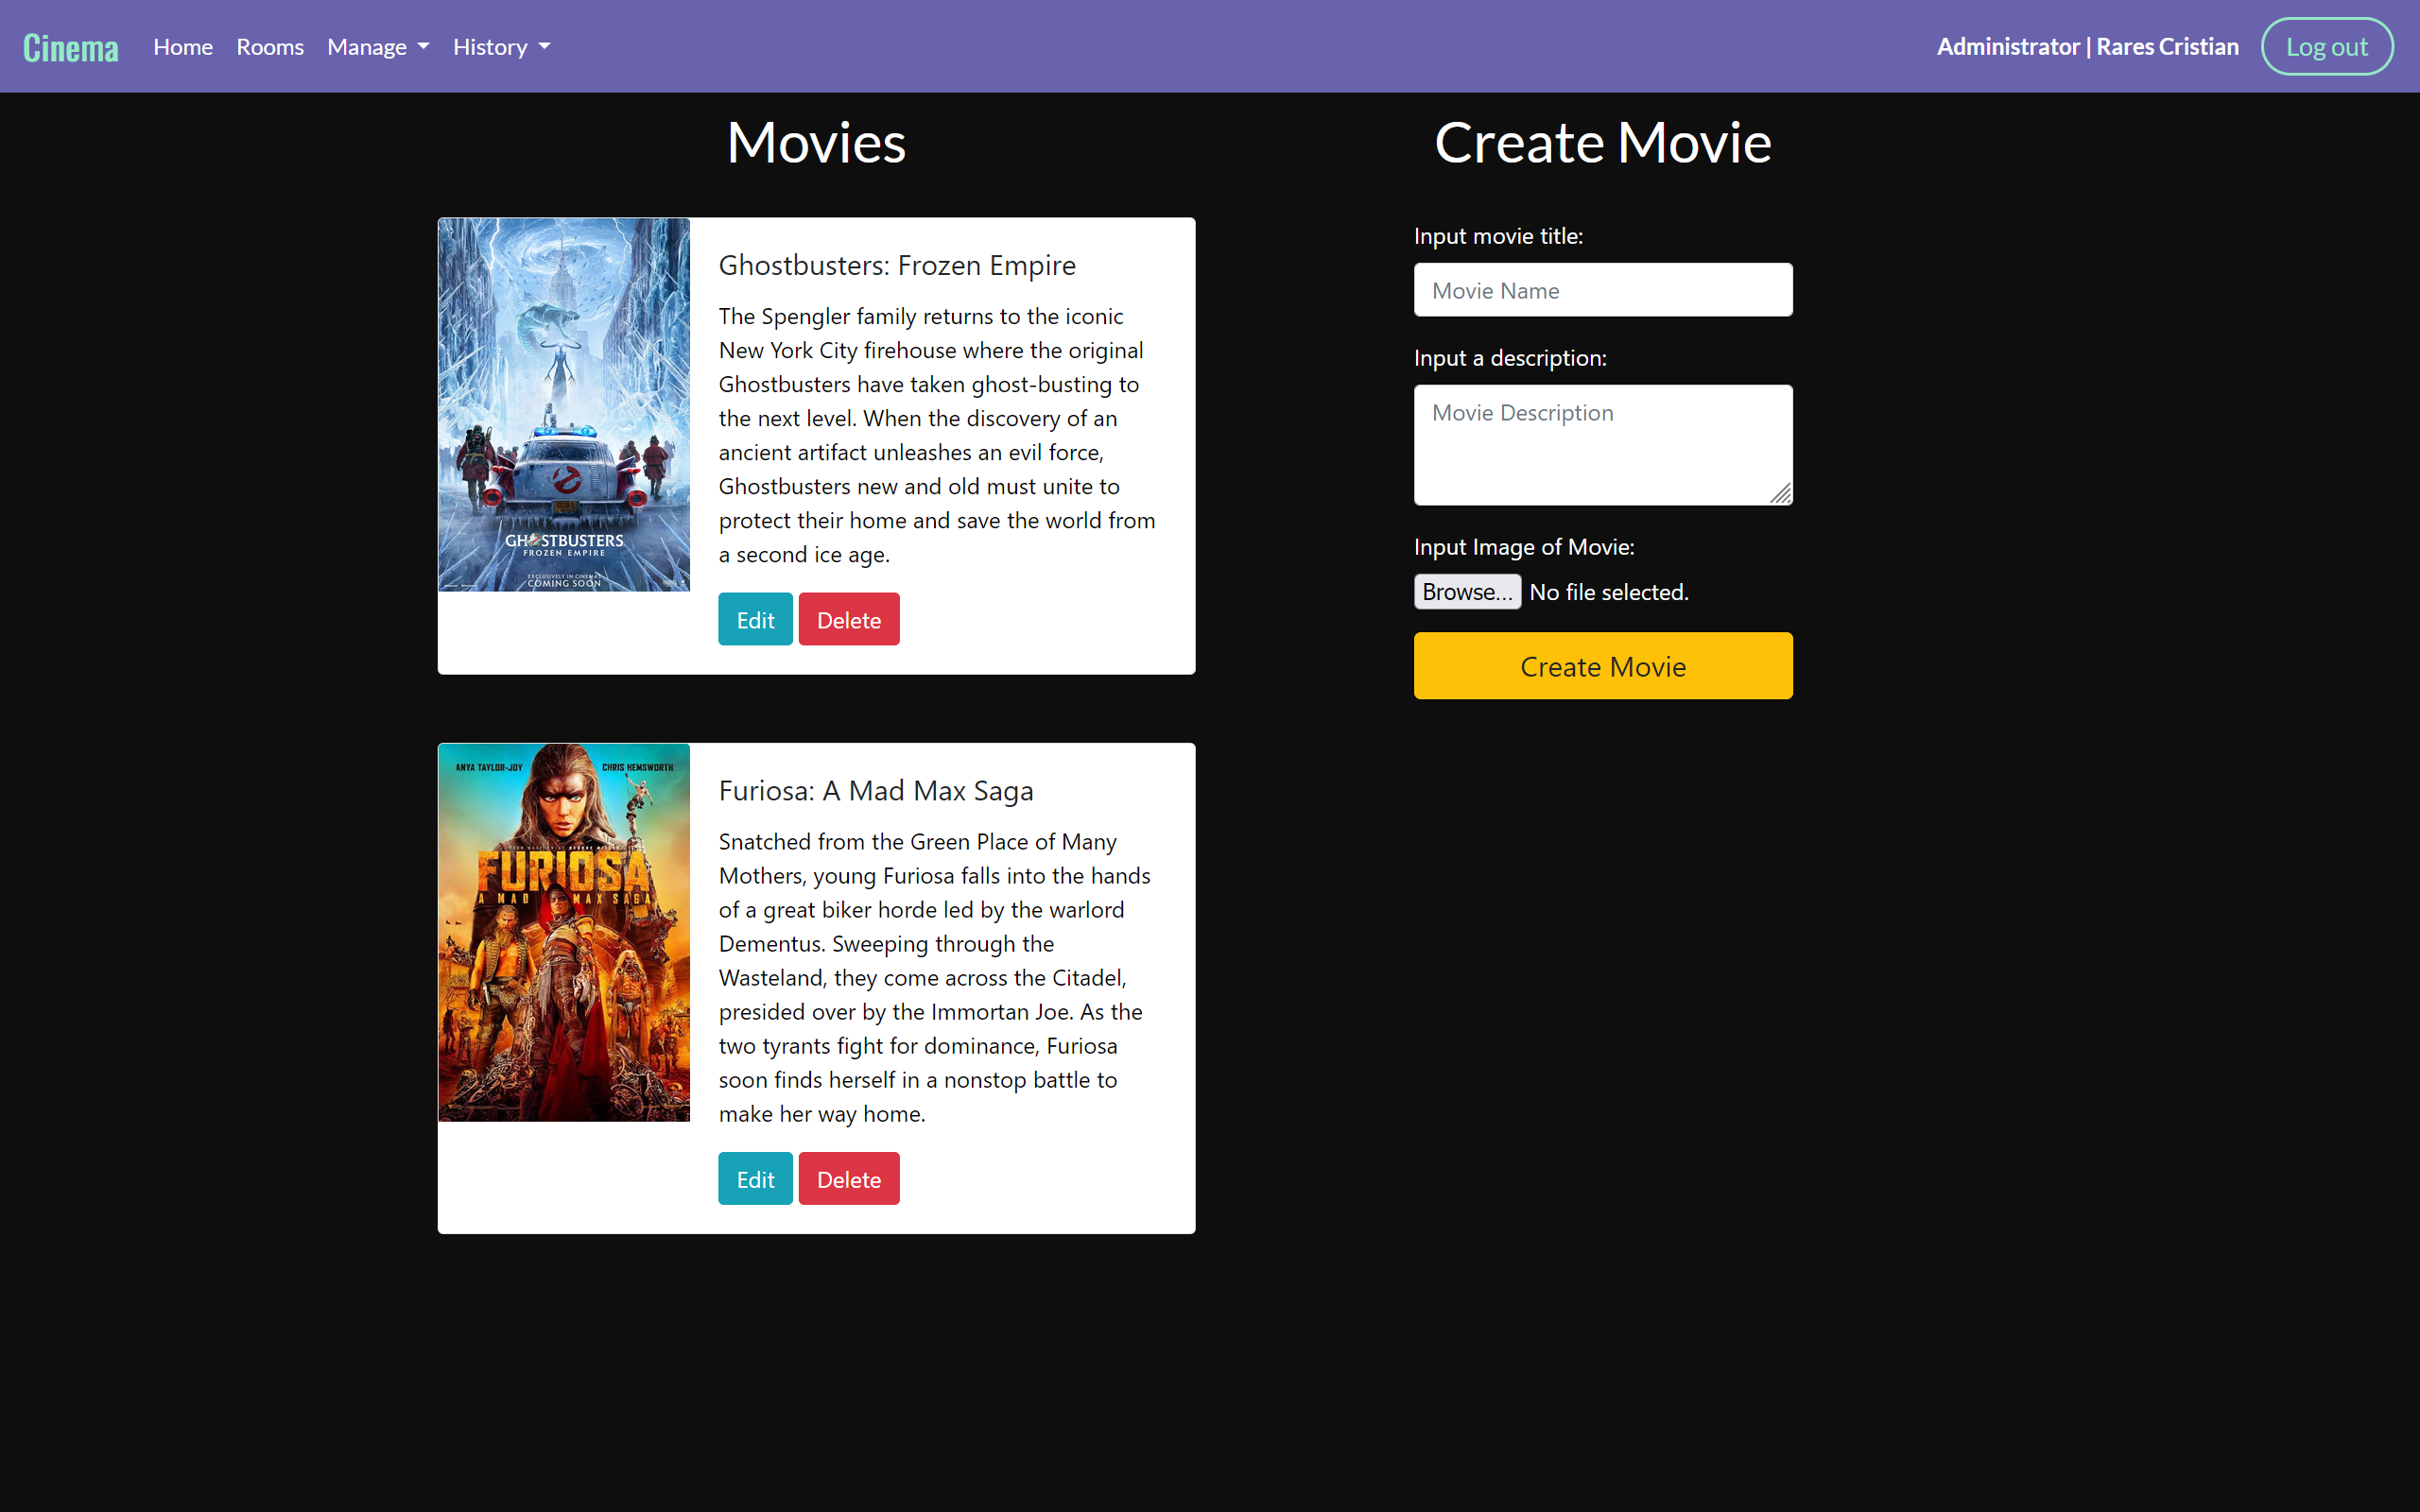 Cinema Home Rooms Manage History Administrator | Rares Cristian Log out
Movies
Ghostbusters: Frozen Empire
The Spengler family returns to the iconic
New York City firehouse where the original
Ghostbusters have taken ghost-busting to
the next level. When the discovery of an
ancient artifact unleashes an evil force,
Ghostbusters new and old must unite to
protect their home and save the world from
a second ice age.
Edit Delete
GHOSTBUSTERS
FROZEN EMPIRE
EXCLUSIVELY IN CINEMAS
COMING SOON
ANYA TAYLOR-JOY CHRIS HEMSWORTH
FURIOSA
A MAD MAX SAGA
Furiosa: A Mad Max Saga
Snatched from the Green Place of Many
Mothers, young Furiosa falls into the hands
of a great biker horde led by the warlord
Dementus. Sweeping through the
Wasteland, they come across the Citadel,
presided over by the Immortan Joe. As the
two tyrants fight for dominance, Furiosa
soon finds herself in a nonstop battle to
make her way home.
Edit Delete
Create Movie
Input movie title:
Movie Name
Input a description:
Movie Description
Input Image of Movie:
Browse... No file selected.
Create Movie